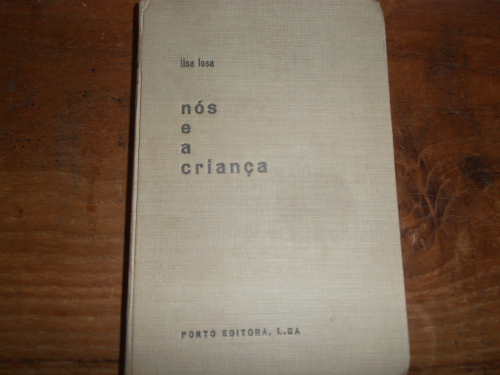 ilse losa
nós
e
a
criança
PORTO EDITORA, L.DA